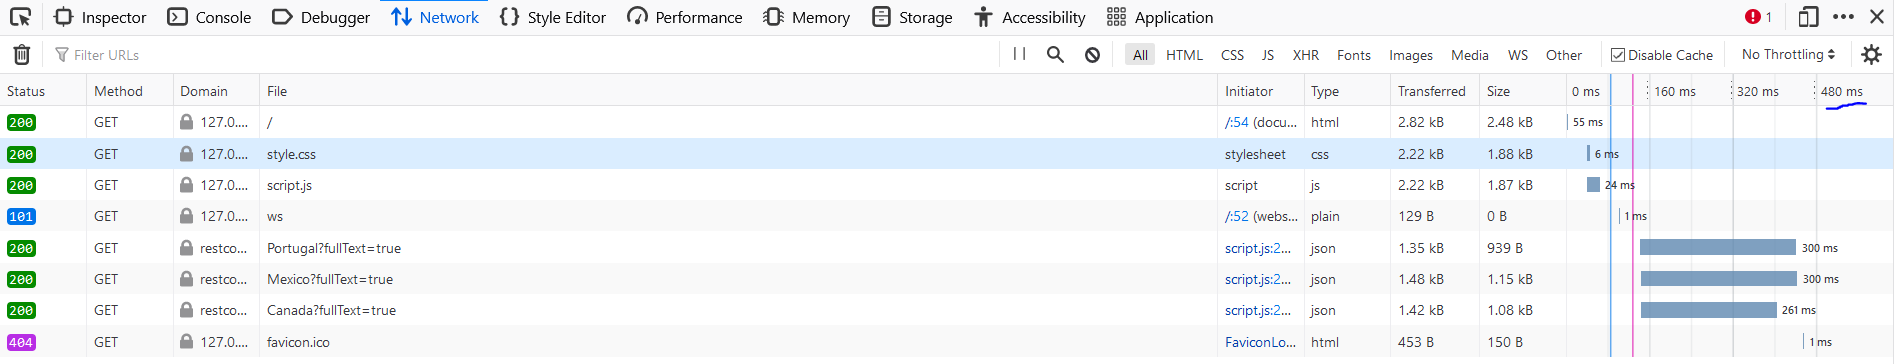 Inspector Console Debugger Network Style Editor Performance Memory Storage Accessibility Application 1
Filter URLs All HTML CSS JS XHR Fonts Images Media WS Other Disable Cache No Throttling
Status Method Domain File Initiator Type Transferred Size 0 ms 160 ms 320 ms 480 ms
200 GET 127.0.... / /:54 (docu... html 2.82 kB 2.48 kB 55 ms
200 GET 127.0.... style.css stylesheet css 2.22 kB 1.88 kB 6 ms
200 GET 127.0.... script.js script js 2.22 kB 1.87 kB 24 ms
101 GET 127.0.... ws /:52 (webs... plain 129 B 0 B 1 ms
200 GET restco... Portugal?fullText=true script.js:2... json 1.35 kB 939 B 300 ms
200 GET restco... Mexico?fullText=true script.js:2... json 1.48 kB 1.15 kB 300 ms
200 GET restco... Canada?fullText=true script.js:2... json 1.42 kB 1.08 kB 261 ms
404 GET 127.0.... favicon.ico FaviconLo... html 453 B 150 B 1 ms